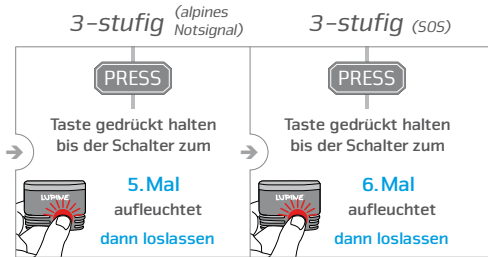 3-stufig (alpines Notsignal)
PRESS
Taste gedrückt halten
bis der Schalter zum
5. Mal
aufleuchtet
dann loslassen
LUPINE
3-stufig (SOS)
PRESS
Taste gedrückt halten
bis der Schalter zum
6. Mal
aufleuchtet
dann loslassen
LUPINE